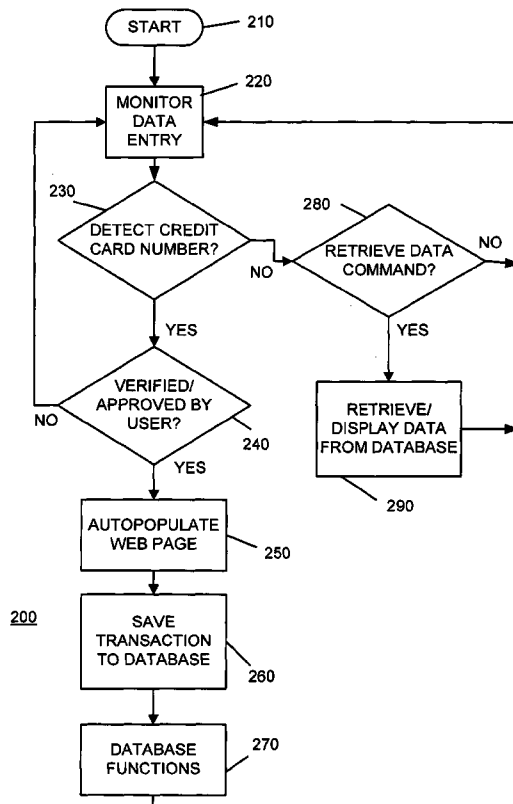 START
210
220
MONITOR
DATA
ENTRY
230
DETECT CREDIT
CARD NUMBER?
280
RETRIEVE DATA
COMMAND?
NO
NO
YES
YES
VERIFIED/
APPROVED BY
USER?
NO
240
YES
RETRIEVE/
DISPLAY DATA
FROM DATABASE
290
AUTOPOPULATE
WEB PAGE
250
200
SAVE
TRANSACTION
TO DATABASE
260
DATABASE
FUNCTIONS
270